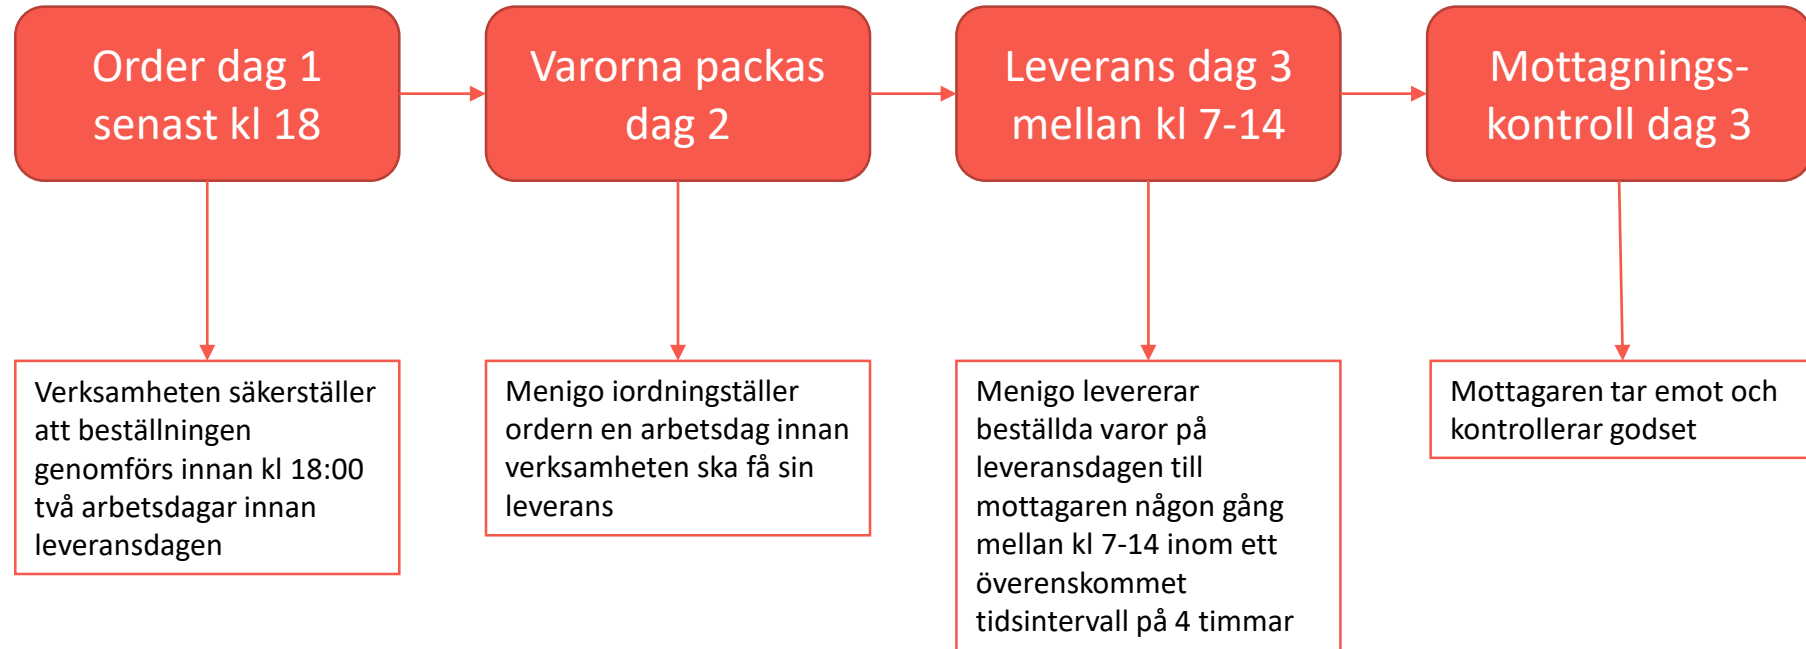 Order dag 1
senast kl 18
Varorna packas
dag 2
Leverans dag 3
mellan kl 7-14
Mottagnings-
kontroll dag 3
Verksamheten säkerställer
att beställningen
genomförs innan kl 18:00
två arbetsdagar innan
leveransdagen
Menigo iordningställer
ordern en arbetsdag innan
verksamheten ska få sin
leverans
Menigo levererar
beställda varor på
leveransdagen till
mottagaren någon gång
mellan kl 7-14 inom ett
överenskommet
tidsintervall på 4 timmar
Mottagaren tar emot och
kontrollerar godset